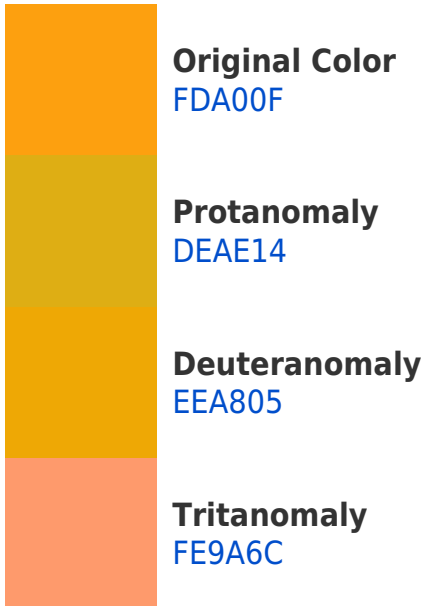 Original Color
FDA00F
Protanomaly
DEAE14
Deuteranomaly
EEA805
Tritanomaly
FE9A6C